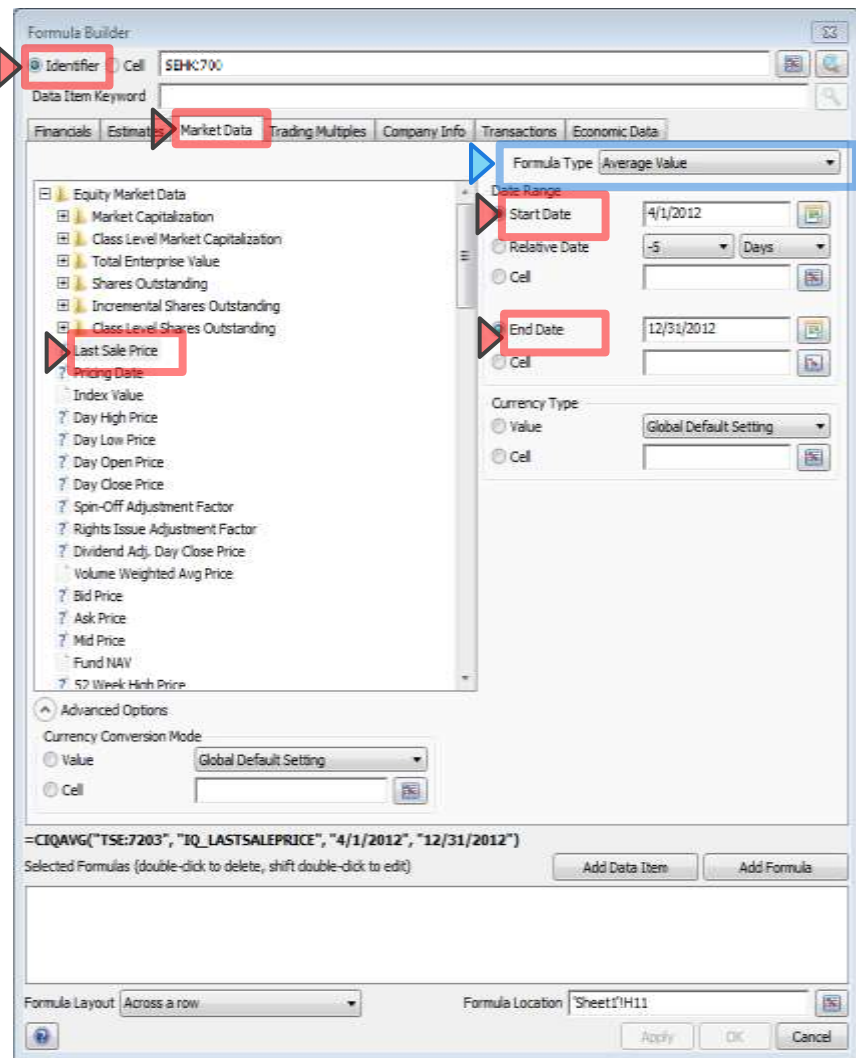 Formula Builder
Identifier Cell SEHK:700
Data Item Keyword
Financials Estimates Market Data Trading Multiples Company Info Transactions Economic Data
Formula Type Average Value
Equity Market Data
Market Capitalization
Class Level Market Capitalization
Total Enterprise Value
Shares Outstanding
Incremental Shares Outstanding
Class Level Shares Outstanding
Last Sale Price
? Pricing Date
Index Value
? Day High Price
? Day Low Price
? Day Open Price
? Day Close Price
? Spin-Off Adjustment Factor
? Rights Issue Adjustment Factor
? Dividend Adj. Day Close Price
Volume Weighted Avg Price
? Bid Price
? Ask Price
? Mid Price
Fund NAV
? 52 Week High Price
Date Range
Start Date 4/1/2012
Relative Date -5 Days
Cell
End Date 12/31/2012
Cell
Currency Type
Value Global Default Setting
Cell
Advanced Options
Currency Conversion Mode
Value Global Default Setting
Cell
=CIQAVG("TSE:7203", "IQ_LASTSALEPRICE", "4/1/2012", "12/31/2012")
Selected Formulas (double-click to delete, shift double-click to edit) Add Data Item Add Formula
Formula Layout Across a row Formula Location 'Sheet1'!H11
? Apply OK Cancel